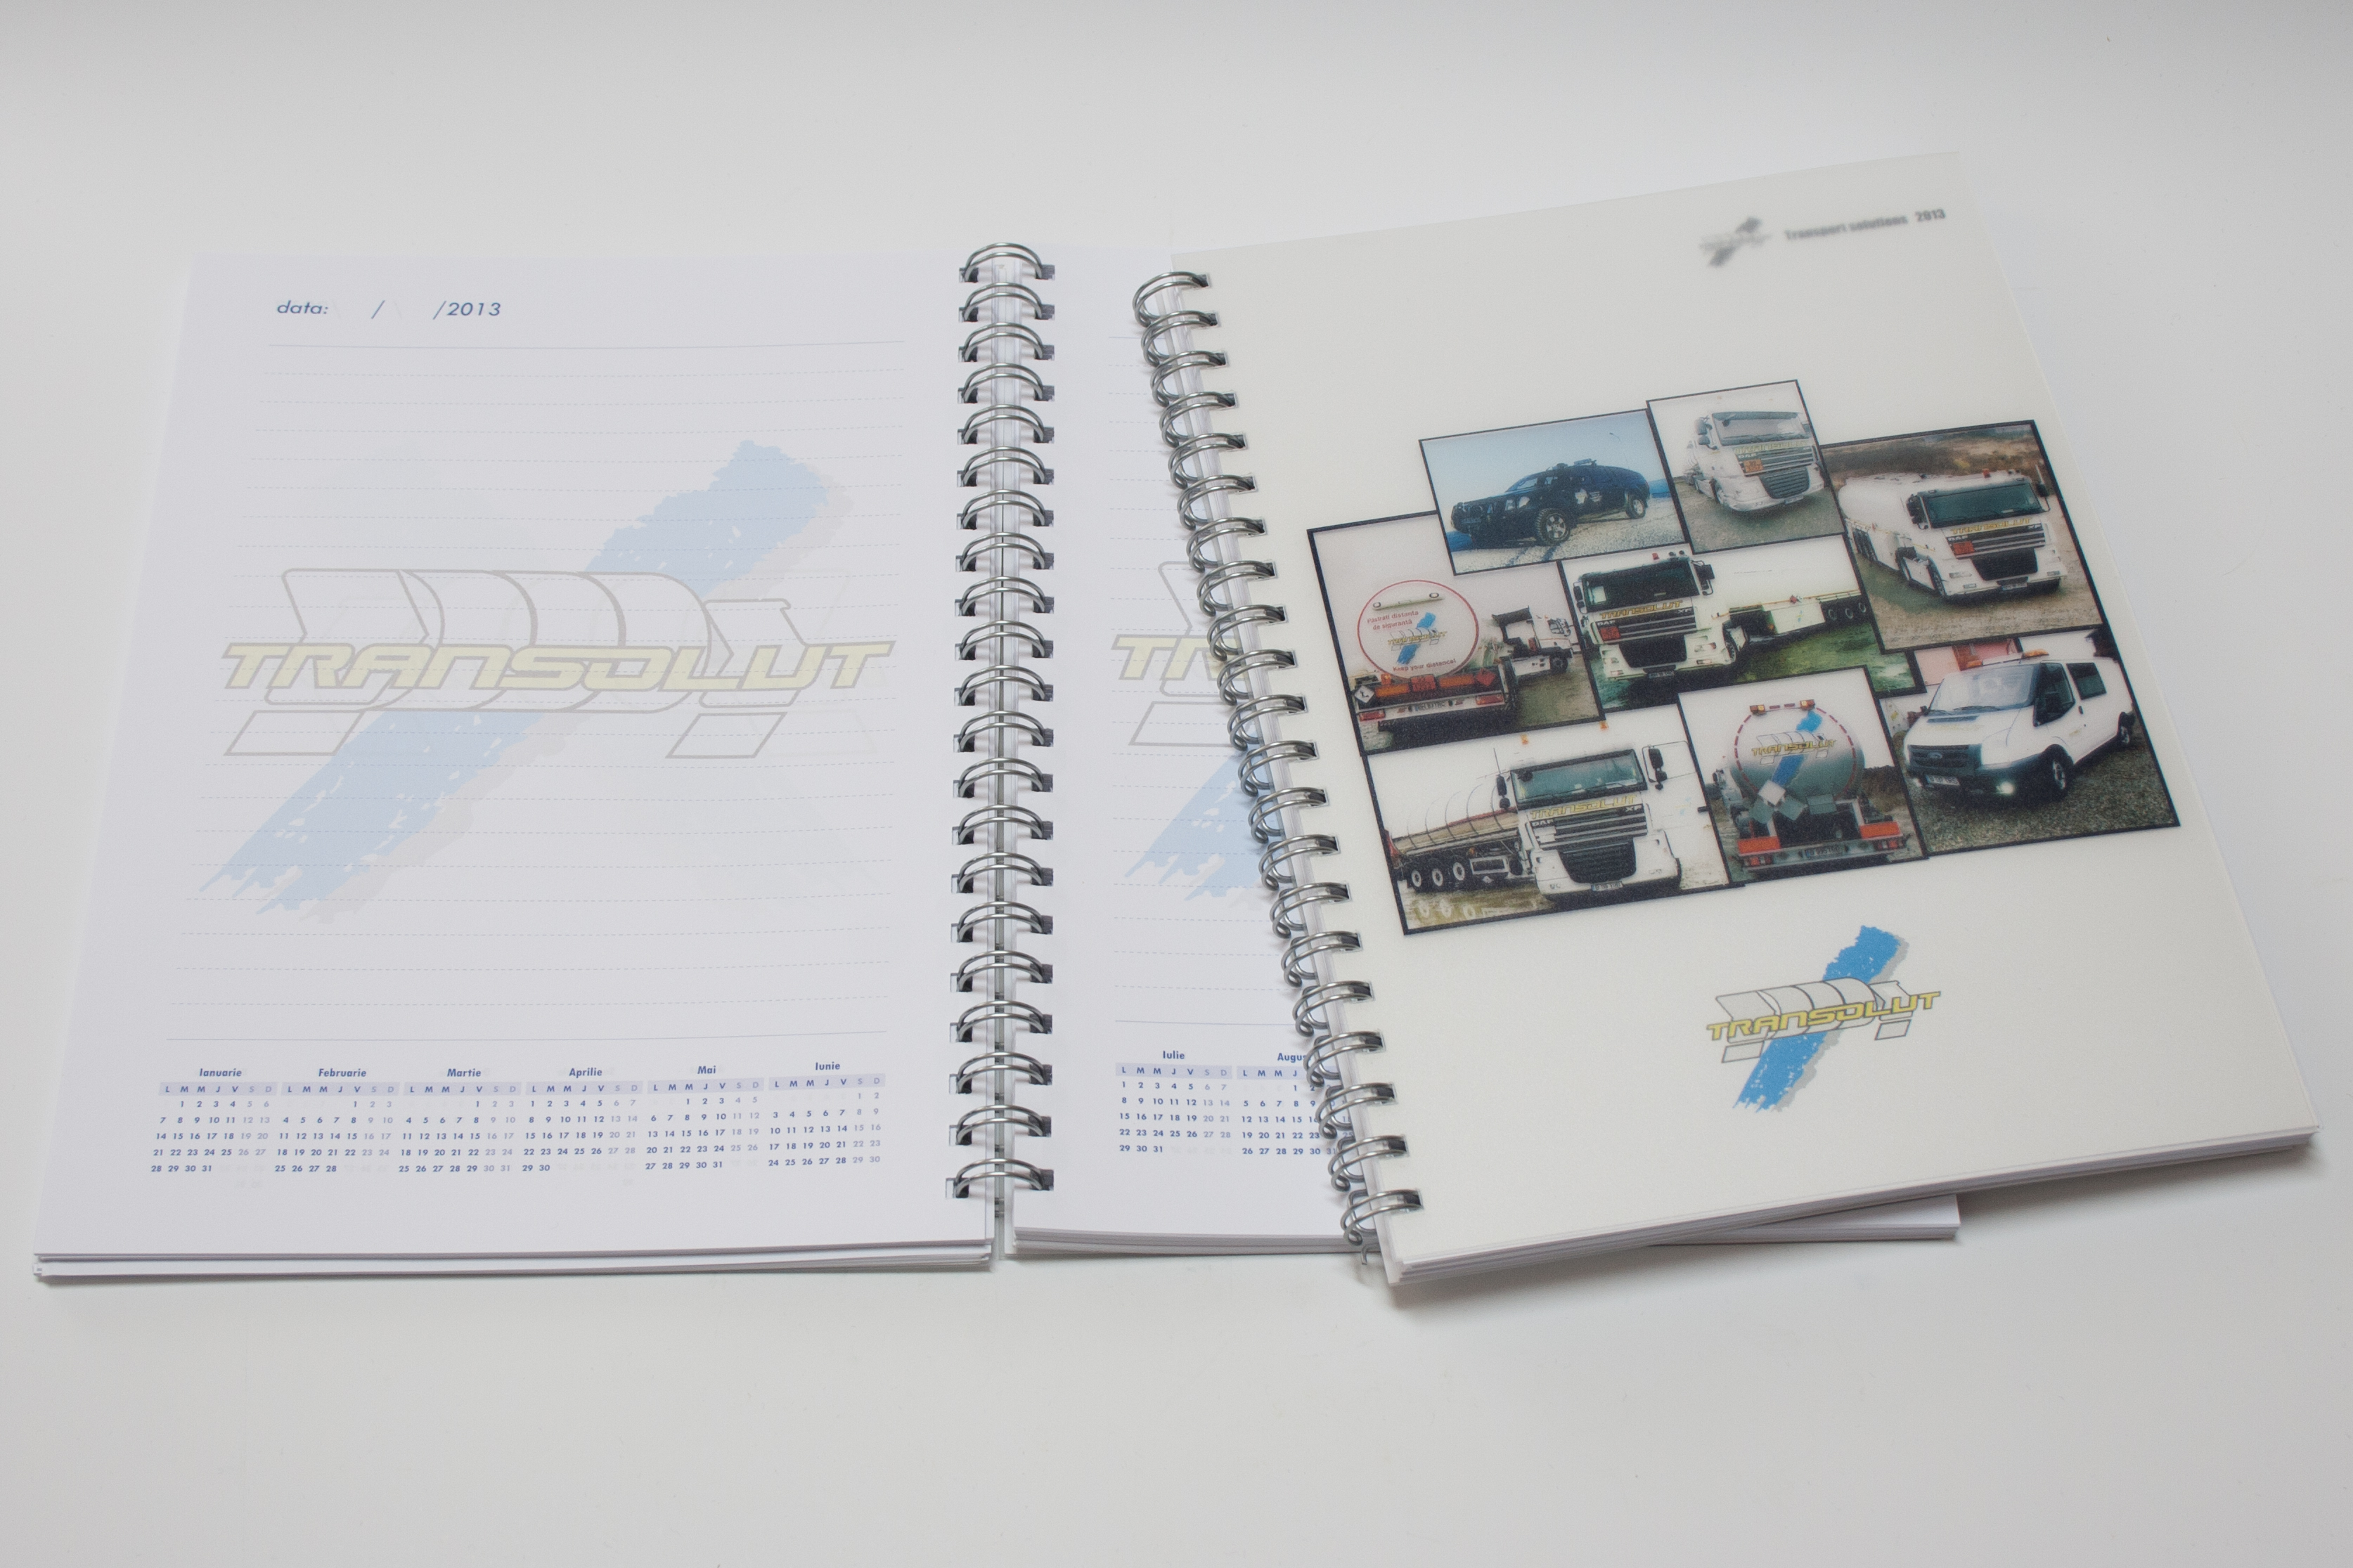 data: / /2013
TRANSOLUT
Ianuarie Februarie Martie Aprilie Mai Iunie
L M M J V S D L M M J V S D L M M J V S D L M M J V S D L M M J V S D L M M J V S D
1 2 3 4 5 6 1 2 3 1 2 3 1 2 3 4 5 6 7 1 2 3 4 5 1 2
7 8 9 10 11 12 13 4 5 6 7 8 9 10 4 5 6 7 8 9 10 8 9 10 11 12 13 14 6 7 8 9 10 11 12 3 4 5 6 7 8 9
14 15 16 17 18 19 20 11 12 13 14 15 16 17 11 12 13 14 15 16 17 15 16 17 18 19 20 21 13 14 15 16 17 18 19 10 11 12 13 14 15 16
21 22 23 24 25 26 27 18 19 20 21 22 23 24 18 19 20 21 22 23 24 22 23 24 25 26 27 28 20 21 22 23 24 25 26 17 18 19 20 21 22 23
28 29 30 31 25 26 27 28 25 26 27 28 29 30 31 29 30 27 28 29 30 31 24 25 26 27 28 29 30
T
Iulie Augus
L M M J V S D L M M J
1 2 3 4 5 6 7 1
8 9 10 11 12 13 14 5 6 7 8 9
15 16 17 18 19 20 21 12 13 14 15 16
22 23 24 25 26 27 28 19 20 21 22 23
29 30 31 26 27 28 29 30
Transport solutions 2013
TRANSOLUT
DAF
TRANSOLUT
DAF
Păstrați distanța
de siguranță
Keep your distance!
TRANSOLUT
DAF XF
TRANSOLUT
TRANSOLUT